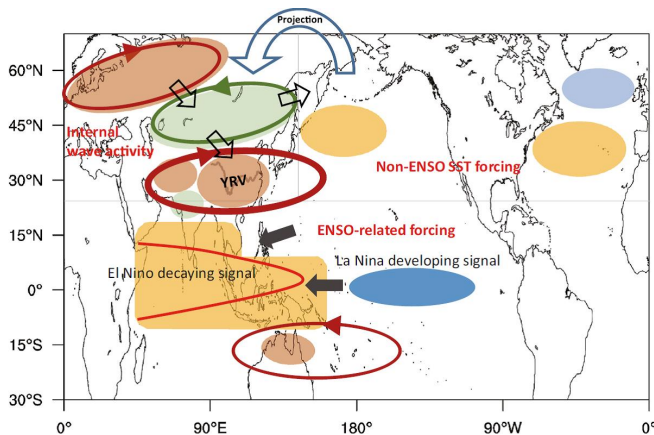 Projection
60°N
Internal
wave activity
45°N
Non-ENSO SST forcing
YRV
30°N
ENSO-related forcing
15°N
El Nino decaying signal
La Nina developing signal
0°
15°S
30°S
0°
90°E
180°
90°W
0°